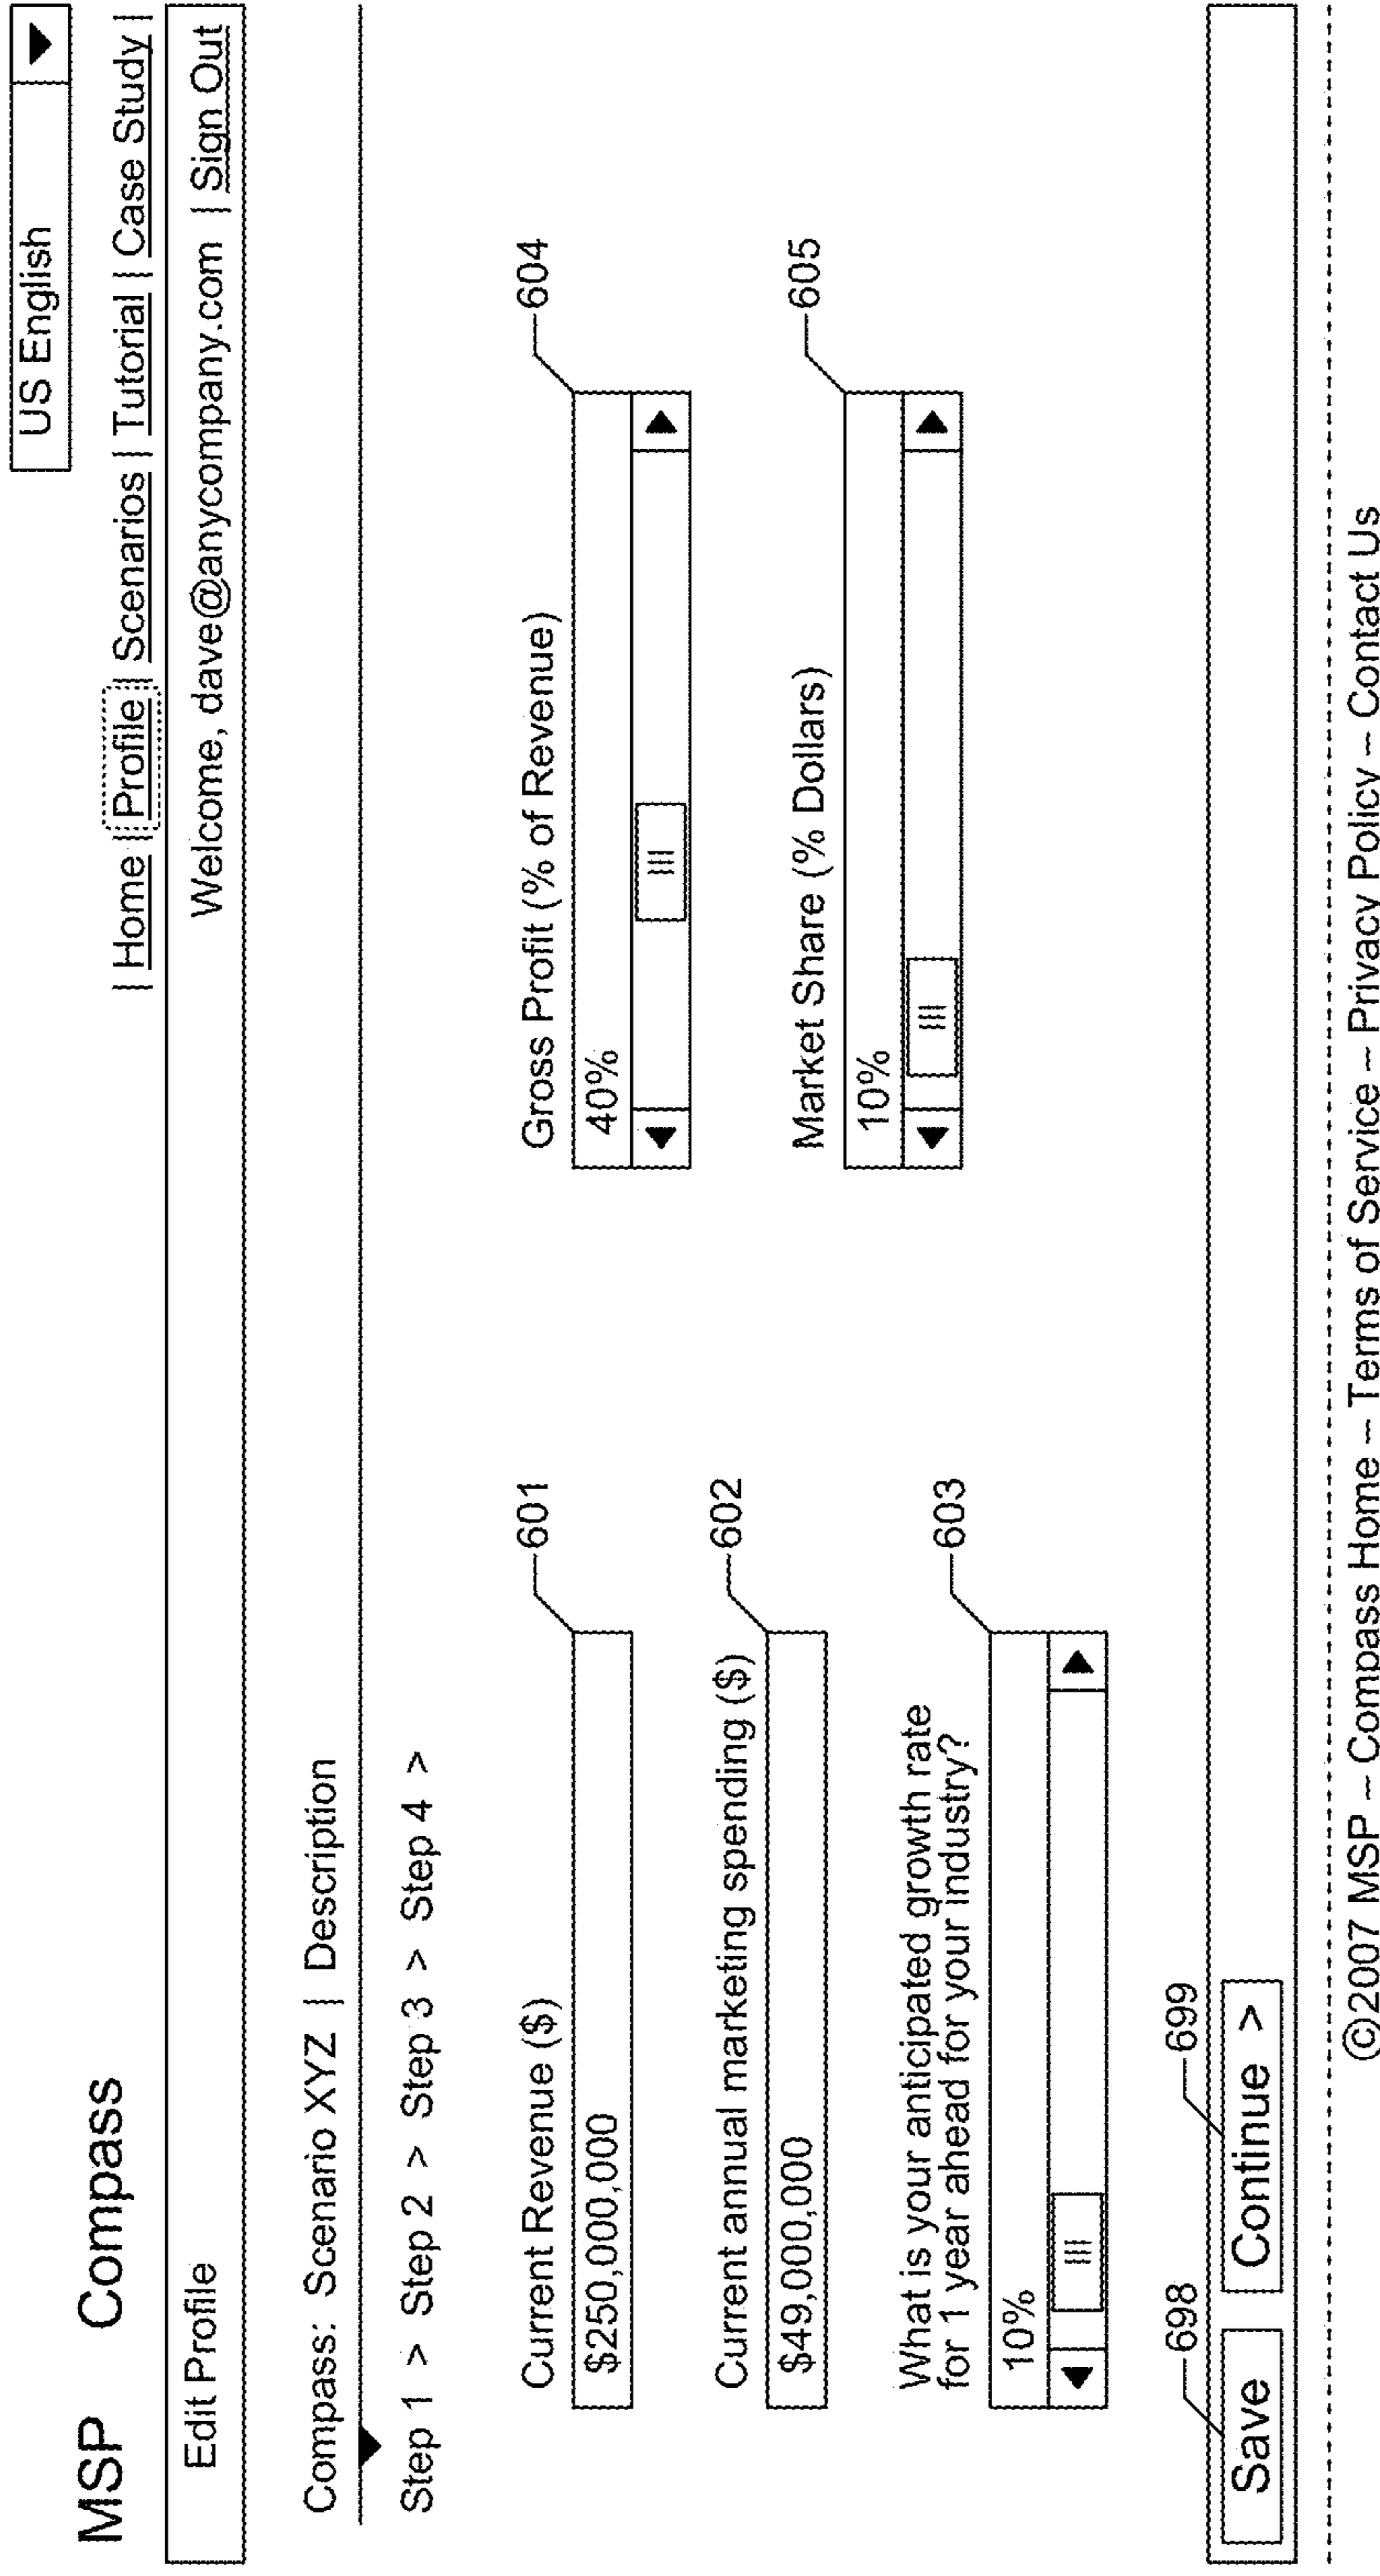 US English
MSP Compass
| Home | Profile | Scenarios | Tutorial | Case Study |
Edit Profile
Welcome, dave@anycompany.com | Sign Out
Compass: Scenario XYZ | Description
Step 1 > Step 2 > Step 3 > Step 4 >
Current Revenue ($)
$250,000,000
601
Current annual marketing spending ($)
$49,000,000
602
What is your anticipated growth rate
for 1 year ahead for your industry?
10%
603
Gross Profit (% of Revenue)
40%
604
Market Share (% Dollars)
10%
605
698
699
Save
Continue >
©2007 MSP – Compass Home – Terms of Service – Privacy Policy – Contact Us